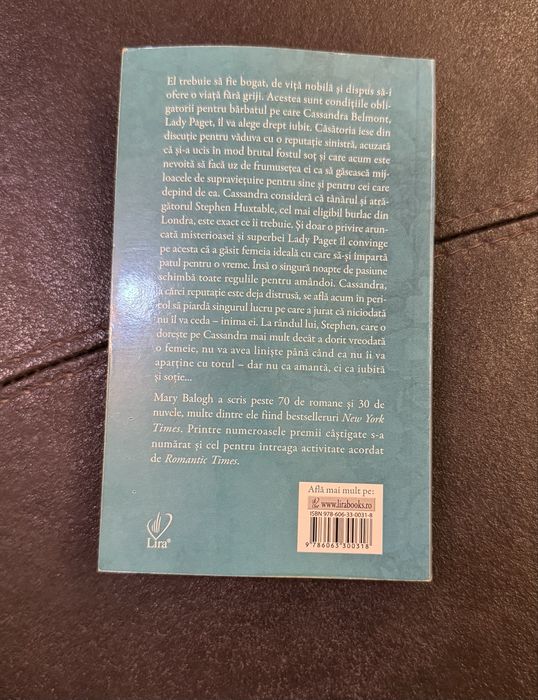 El trebuie să fie bogat, de viță nobilă și dispus să-i
ofere o viață fără griji. Acestea sunt condițiile obli-
gatorii pentru bărbatul pe care Cassandra Belmont,
Lady Paget, îl va alege drept iubit. Căsătoria iese din
discuție pentru văduva cu o reputație sinistră, acuzată
că și-a ucis în mod brutal fostul soț și care acum este
nevoită să facă uz de frumusețea ei ca să găsească mij-
loacele de supraviețuire pentru sine și pentru cei care
depind de ea. Cassandra consideră că tânărul și atră-
gătorul Stephen Huxtable, cel mai eligibil burlac din
Londra, este exact ce îi trebuie. Și doar o privire arun-
cată misterioasei și superbei Lady Paget îl convinge
pe acesta că a găsit femeia ideală cu care să-și împartă
patul pentru o vreme. Însă o singură noapte de pasiune
schimbă toate regulile pentru amândoi. Cassandra,
a cărei reputație este deja distrusă, se află acum în peri-
col să piardă singurul lucru pe care a jurat că niciodată
nu îl va ceda – inima ei. La rândul lui, Stephen, care o
dorește pe Cassandra mai mult decât a dorit vreodată
o femeie, nu va avea liniște până când ea nu îi va
aparține cu totul – dar nu ca amantă, ci ca iubită
și soție...
Mary Balogh a scris peste 70 de romane și 30 de
nuvele, multe dintre ele fiind bestselleruri New York
Times. Printre numeroasele premii câștigate s-a
numărat și cel pentru întreaga activitate acordat
de Romantic Times.
Află mai mult pe:
www.lirabooks.ro
ISBN 978-606-33-0031-8
9 786063 300318
Lira®